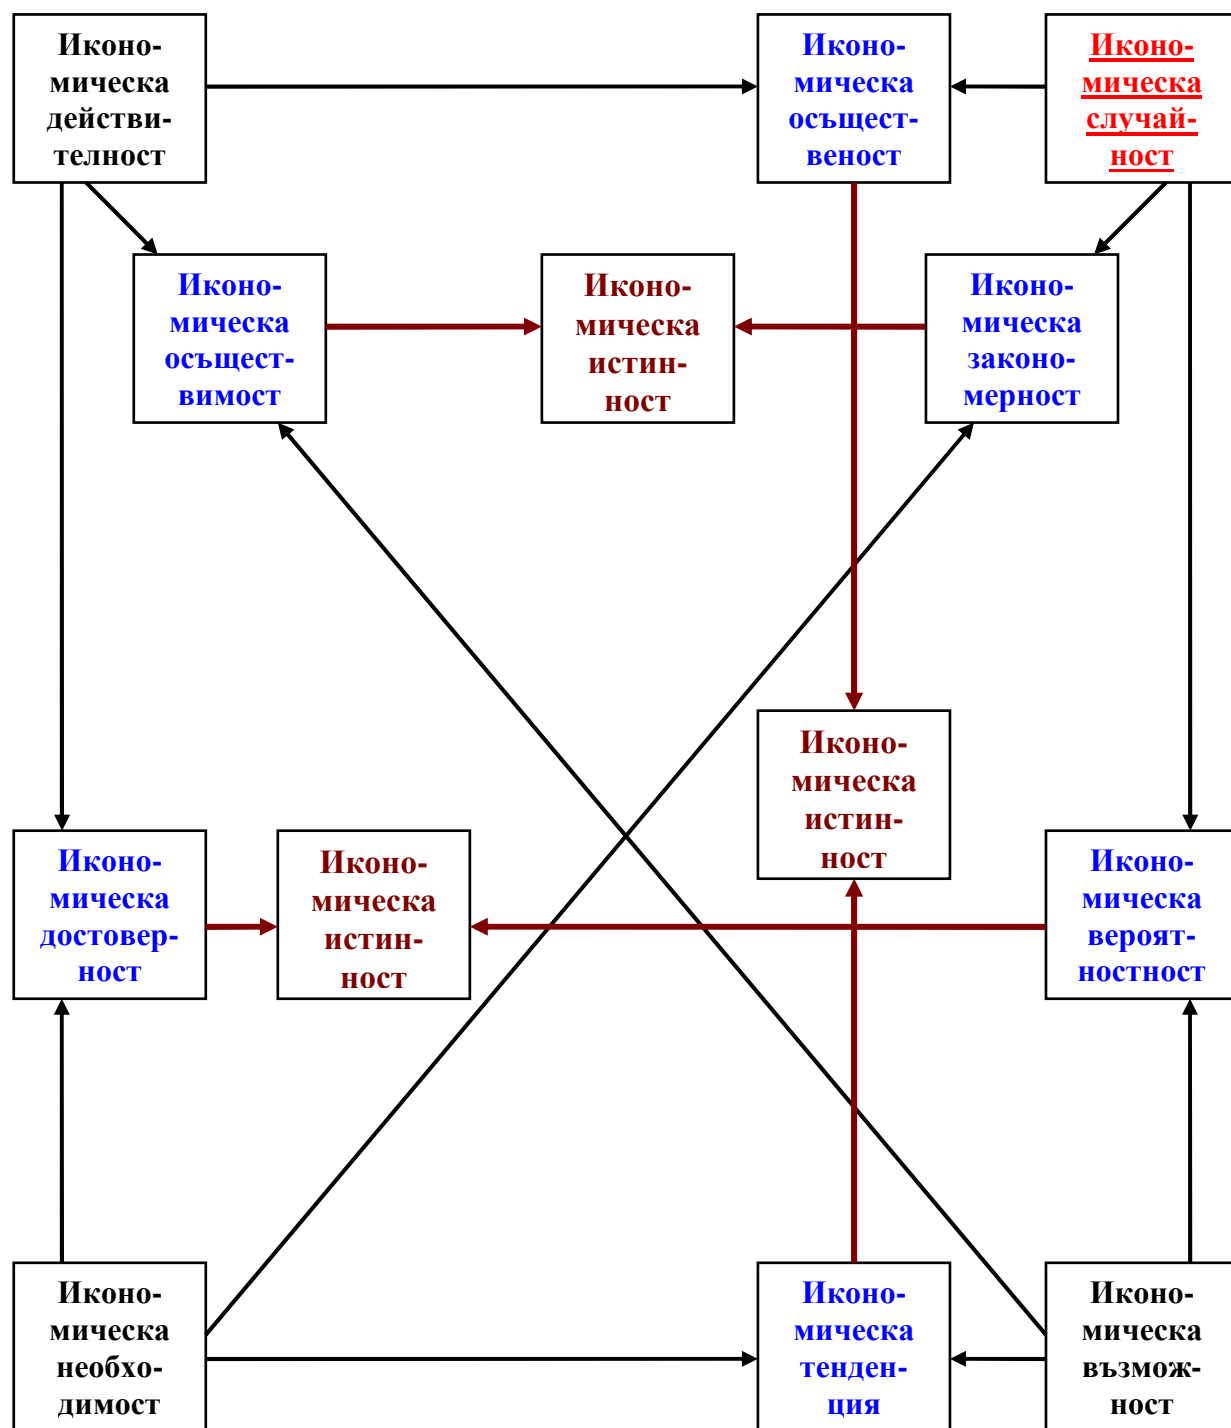 Иконо-
мическа
действи-
телност
Иконо-
мическа
осъщест-
веност
Иконо-
мическа
случай-
ност
Иконо-
мическа
осъщест-
вимост
Иконо-
мическа
истин-
ност
Иконо-
мическа
законо-
мерност
Иконо-
мическа
истин-
ност
Иконо-
мическа
достовер-
ност
Иконо-
мическа
истин-
ност
Иконо-
мическа
вероят-
ностност
Иконо-
мическа
необхо-
димост
Иконо-
мическа
тенден-
ция
Иконо-
мическа
възмож-
ност